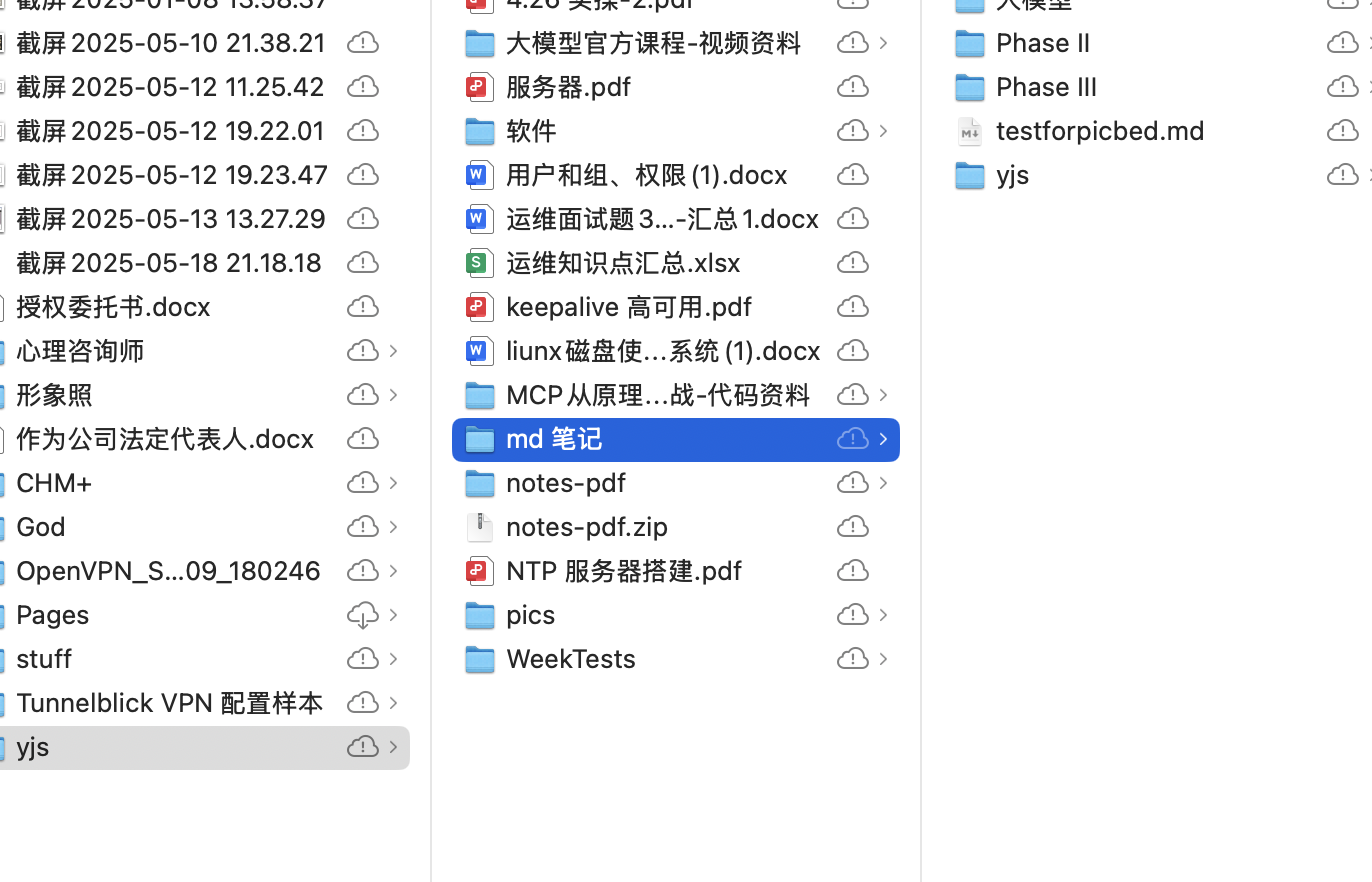 截屏 2025-01-08 13.58.37
截屏 2025-05-10 21.38.21
截屏 2025-05-12 11.25.42
截屏 2025-05-12 19.22.01
截屏 2025-05-12 19.23.47
截屏 2025-05-13 13.27.29
截屏 2025-05-18 21.18.18
授权委托书.docx
心理咨询师
形象照
作为公司法定代表人.docx
CHM+
God
OpenVPN_S...09_180246
Pages
stuff
Tunnelblick VPN 配置样本
yjs
4.26 实操-2.pdf
大模型官方课程-视频资料
服务器.pdf
软件
用户和组、权限 (1).docx
运维面试题 3...-汇总 1.docx
运维知识点汇总.xlsx
keepalive 高可用.pdf
liunx磁盘使...系统 (1).docx
MCP从原理...战-代码资料
md 笔记
notes-pdf
notes-pdf.zip
NTP 服务器搭建.pdf
pics
WeekTests
大模型
Phase II
Phase III
testforpicbed.md
yjs